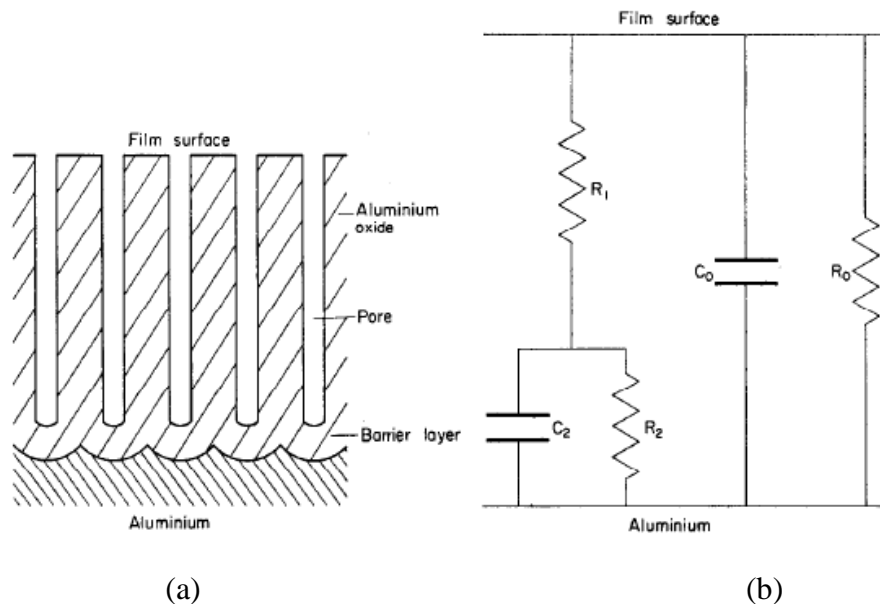 Film surface
Aluminium
oxide
Pore
Barrier layer
Aluminium
(a)
Film surface
R₁
C₀
R₀
C₂
R₂
Aluminium
(b)